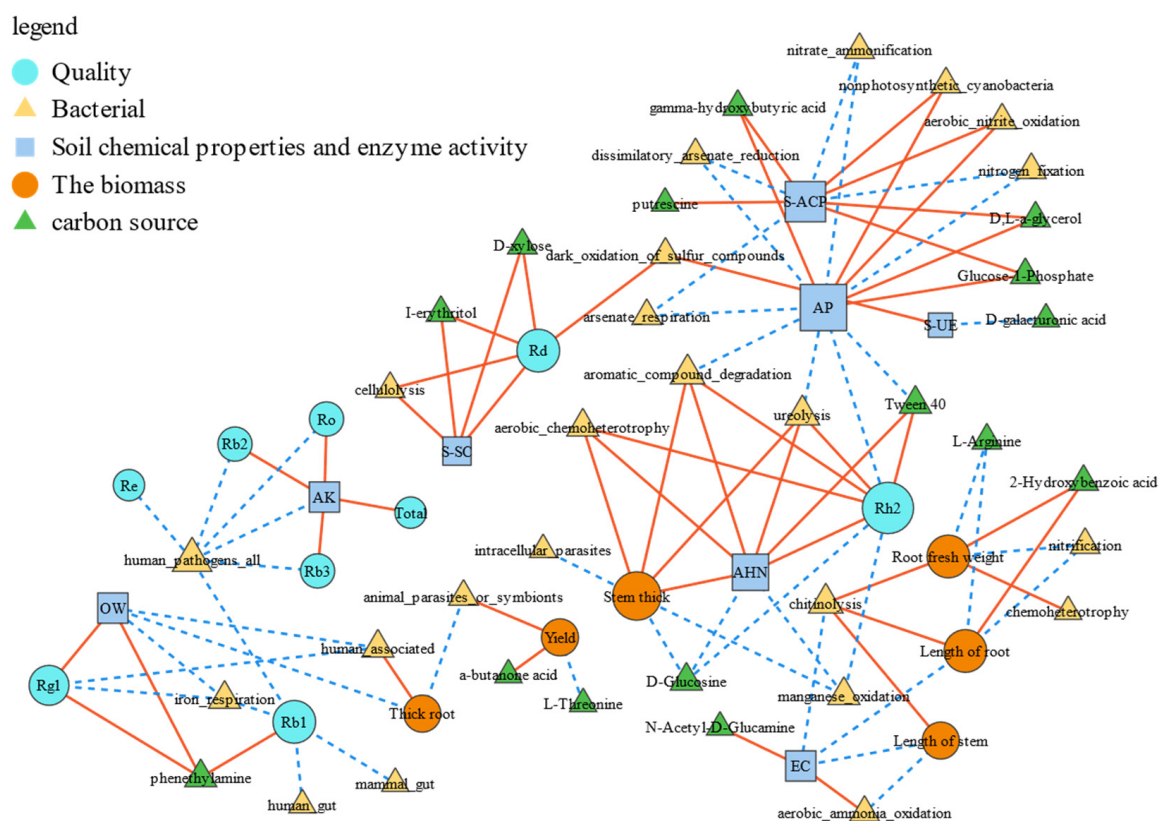 legend
Quality
Bacterial
Soil chemical properties and enzyme activity
The biomass
carbon source
nitrate_ammonification
nonphotosynthetic_cyanobacteria
gamma-hydroxybutyric acid
aerobic_nitrite_oxidation
dissimilatory_arsenate_reduction
nitrogen_fixation
S-ACP
putrescine
D,L-a-glycerol
D-xylose
dark_oxidation_of_sulfur_compounds
Glucose-1-Phosphate
AP
I-erythritol
arsenate_respiration
S-UE
D-galacturonic acid
Rd
aromatic_compound_degradation
cellulolysis
Tween 40
ureolysis
Ro
aerobic_chemoheterotrophy
Rb2
L-Arginine
S-SC
2-Hydroxybenzoic acid
Re
AK
Total
Rh2
intracellular_parasites
nitrification
Root fresh weight
human_pathogens_all
Rb3
AHN
Stem thick
animal_parasites_or_symbionts
chitinolysis
chemoheterotrophy
OW
Yield
human_associated
Length of root
a-butanone acid
D-Glucosine
Rg1
iron_respiration
manganese_oxidation
L-Threonine
Thick root
Rb1
N-Acetyl-D-Glucamine
Length of stem
EC
phenethylamine
mammal_gut
human_gut
aerobic_ammonia_oxidation